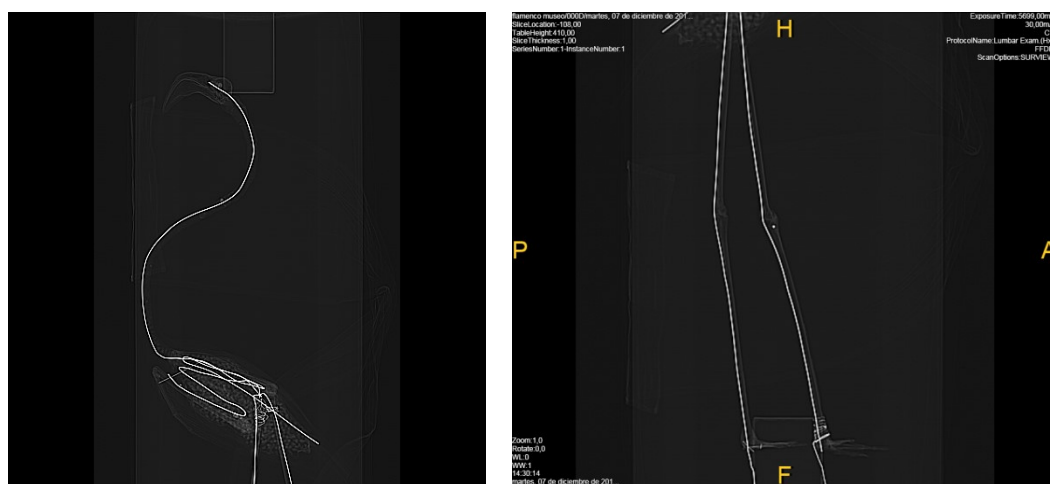 flamenco museo/000D/martes, 07 de diciembre de 201...
SliceLocation:-108,00
TableHeight:410,00
SliceThickness:1,00
SeriesNumber:1-InstanceNumber:1
H
ExposureTime:5699,00m
30,00m
C
ProtocolName:Lumbar Exam.(H
FFD
ScanOptions:SURVIEW
P
A
Zoom:1,0
Rotate:0,0
WL:0
WW:1
14:30:14
martes, 07 de diciembre de 201...
F